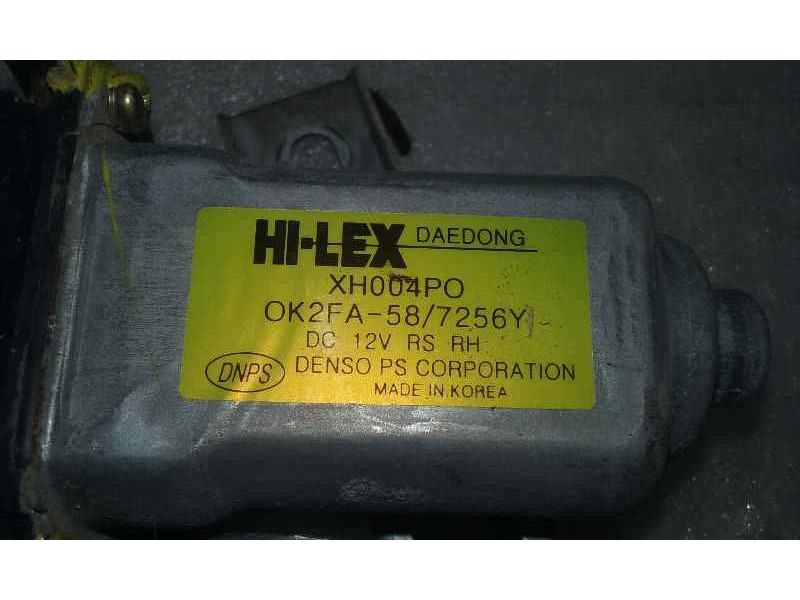 HI-LEX DAEDONG
XH004PO
OK2FA-58/7256Y
DC 12V RS RH
DNPS DENSO PS CORPORATION
MADE IN KOREA